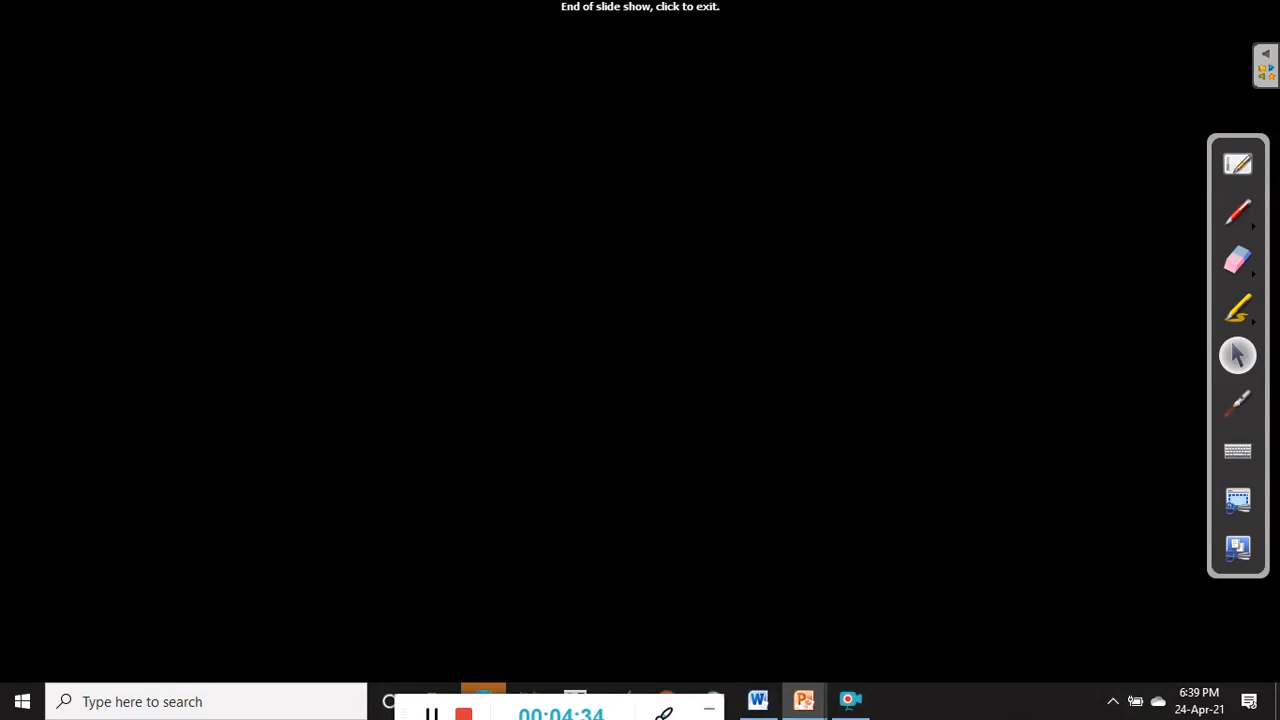 End of slide show, click to exit.
Type here to search
00:04:34
6:39 PM
24-Apr-21